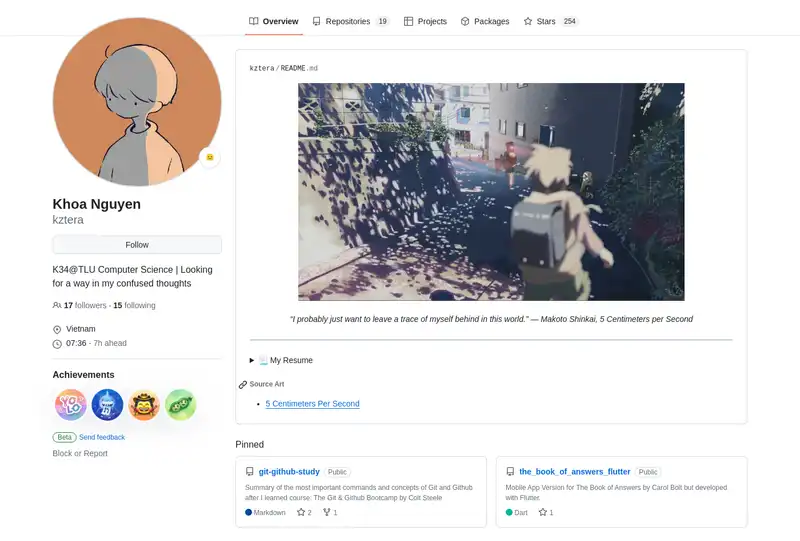 Overview
Repositories 19
Projects
Packages
Stars 254
kztera/README.md
Khoa Nguyen
kztera
Follow
K34@TLU Computer Science | Looking
for a way in my confused thoughts
17 followers · 15 following
Vietnam
07:36 - 7h ahead
Achievements
YOLO
Beta Send feedback
Block or Report
"I probably just want to leave a trace of myself behind in this world." — Makoto Shinkai, 5 Centimeters per Second
My Resume
Source Art
5 Centimeters Per Second
Pinned
git-github-study Public
Summary of the most important commands and concepts of Git and Github
after I learned course: The Git & Github Bootcamp by Colt Steele
Markdown 2 1
the_book_of_answers_flutter Public
Mobile App Version for The Book of Answers by Carol Bolt but developed
with Flutter.
Dart 1